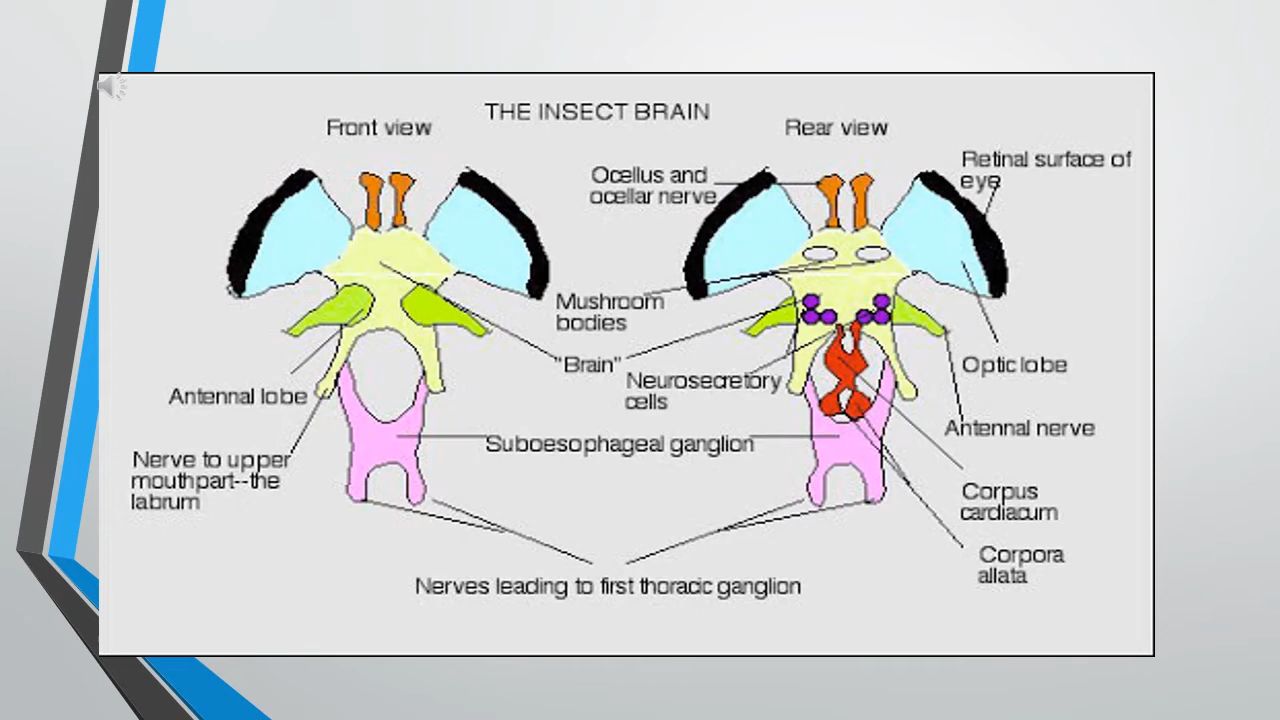 THE INSECT BRAIN
Front view
Rear view
Retinal surface of
eye
Ocellus and
ocellar nerve
Mushroom
bodies
"Brain"
Optic lobe
Neurosecretory
cells
Antennal lobe
Antennal nerve
Suboesophageal ganglion
Nerve to upper
mouthpart--the
labrum
Corpus
cardiacum
Corpora
allata
Nerves leading to first thoracic ganglion